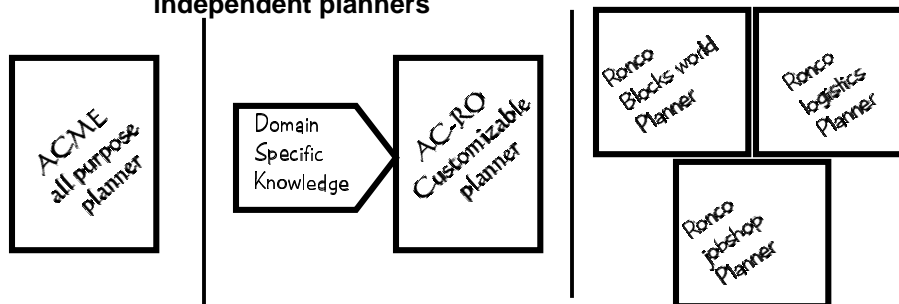 independent planners
ACME
all purpose
planner
Domain
Specific
Knowledge
AC-RO
Customizable
planner
Ronco
Blocks world
Planner
Ronco
logistics
Planner
Ronco
jobshop
Planner